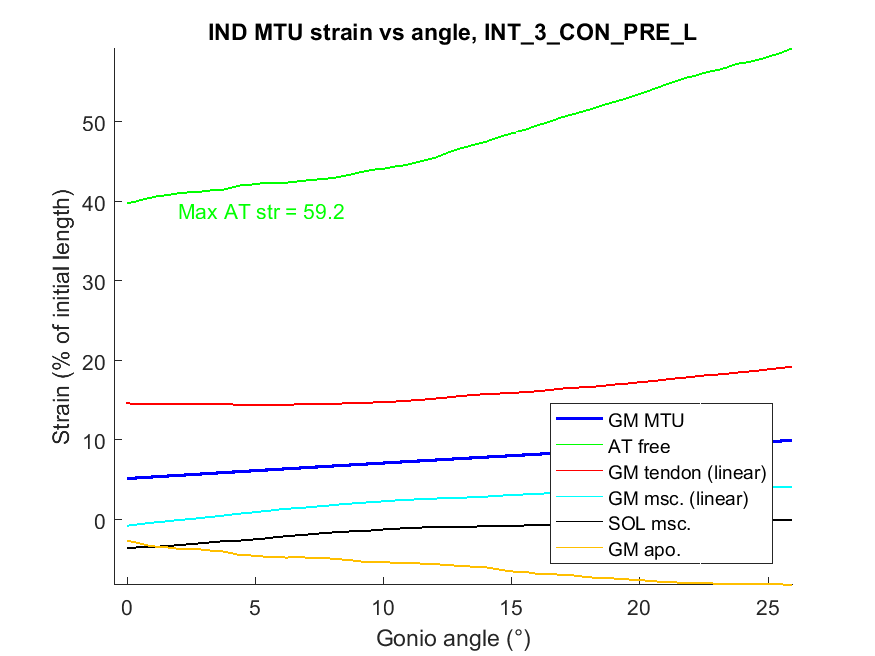 IND MTU strain vs angle, INT_3_CON_PRE_L
Strain (% of initial length)
50
40
30
20
10
0
Max AT str = 59.2
GM MTU
AT free
GM tendon (linear)
GM msc. (linear)
SOL msc.
GM apo.
0 5 10 15 20 25
Gonio angle (°)